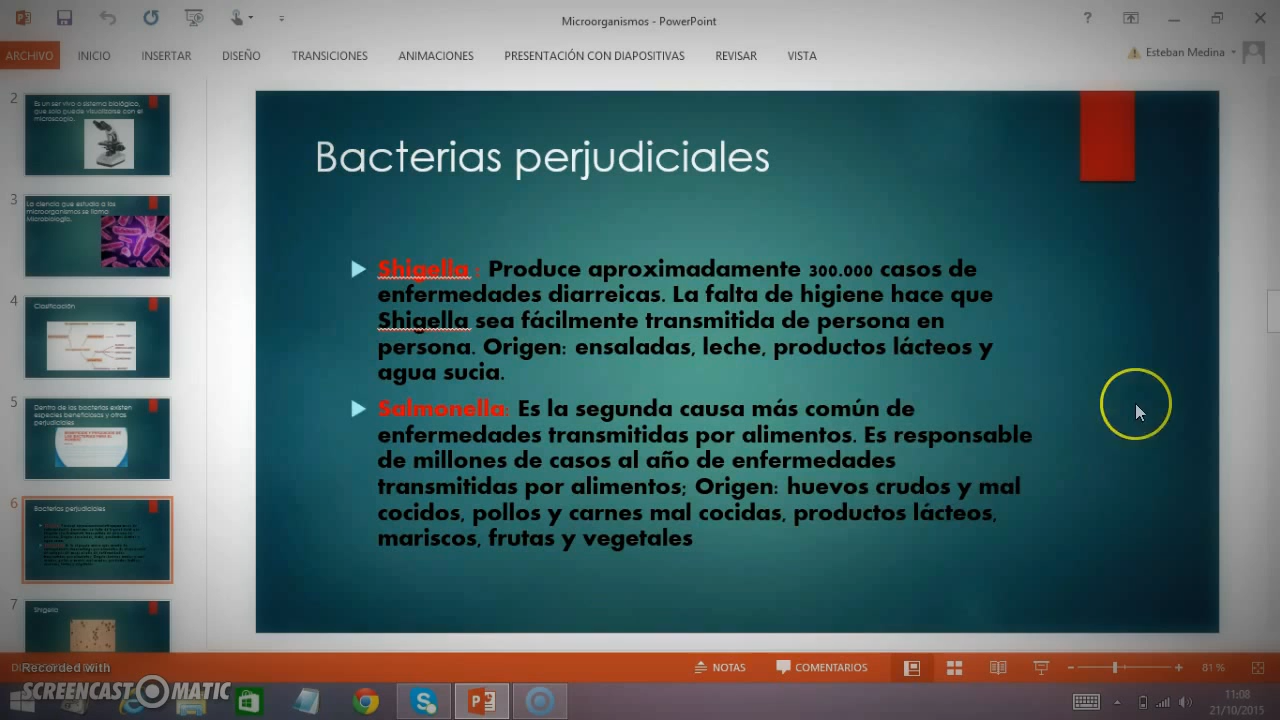 Microorganismos - PowerPoint
?
ARCHIVO INICIO INSERTAR DISEÑO TRANSICIONES ANIMACIONES PRESENTACIÓN CON DIAPOSITIVAS REVISAR VISTA
Esteban Medina
2
Es un ser vivo o sistema biológico,
que solo puede visualizarse con el
microscopio.
3
La ciencia que estudia a los
microorganismos se llama
Microbiología.
4
Clasificación
5
Dentro de las bacterias existen
especies beneficiosas y otras
perjudiciales
6
Bacterias perjudiciales
7
Shigella
Bacterias perjudiciales
Shigella : Produce aproximadamente 300.000 casos de
enfermedades diarreicas. La falta de higiene hace que
Shigella sea fácilmente transmitida de persona en
persona. Origen: ensaladas, leche, productos lácteos y
agua sucia.
Salmonella: Es la segunda causa más común de
enfermedades transmitidas por alimentos. Es responsable
de millones de casos al año de enfermedades
transmitidas por alimentos; Origen: huevos crudos y mal
cocidos, pollos y carnes mal cocidas, productos lácteos,
mariscos, frutas y vegetales
NOTAS COMENTARIOS 81 %
Recorded with
SCREENCAST MATIC
11:08
21/10/2015